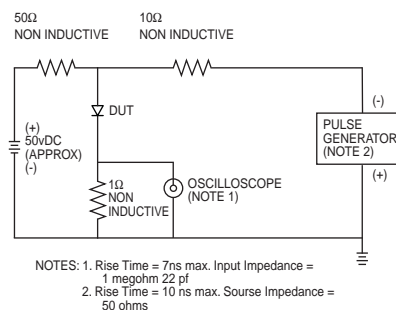 50Ω
NON INDUCTIVE
10Ω
NON INDUCTIVE
(+)
50vDC
(APPROX)
(-)
DUT
1Ω
NON
INDUCTIVE
OSCILLOSCOPE
(NOTE 1)
(-)
PULSE
GENERATOR
(NOTE 2)
(+)
NOTES: 1. Rise Time = 7ns max. Input Impedance =
1 megohm 22 pf
2. Rise Time = 10 ns max. Sourse Impedance =
50 ohms